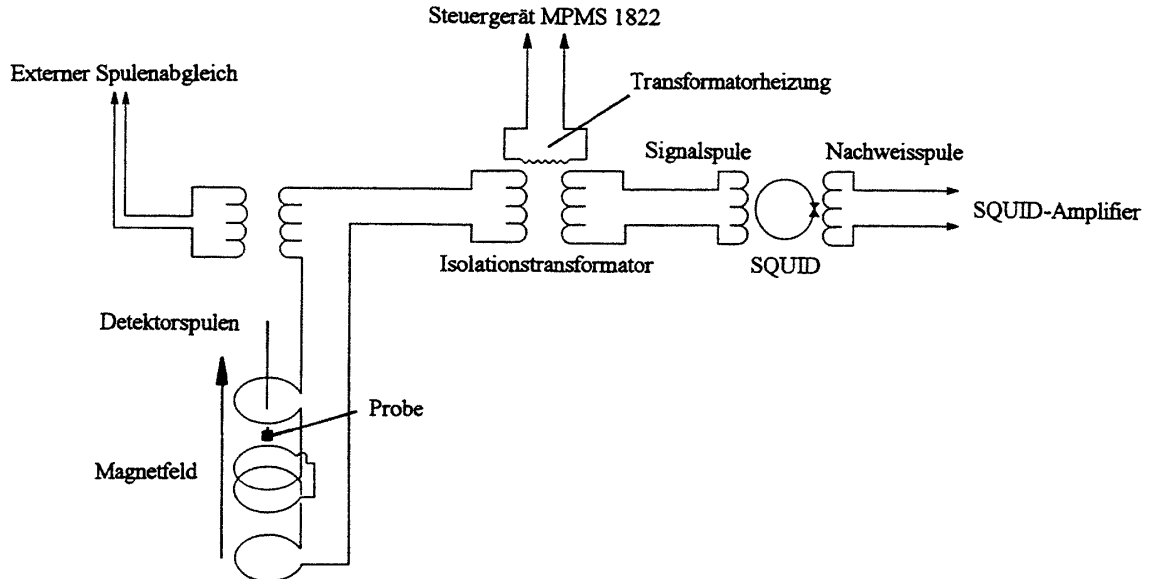 Steuergerät MPMS 1822
Externer Spulenabgleich
Transformatorheizung
Signalspule
Nachweisspule
SQUID-Amplifier
Isolationstransformator
SQUID
Detektorspulen
Probe
Magnetfeld